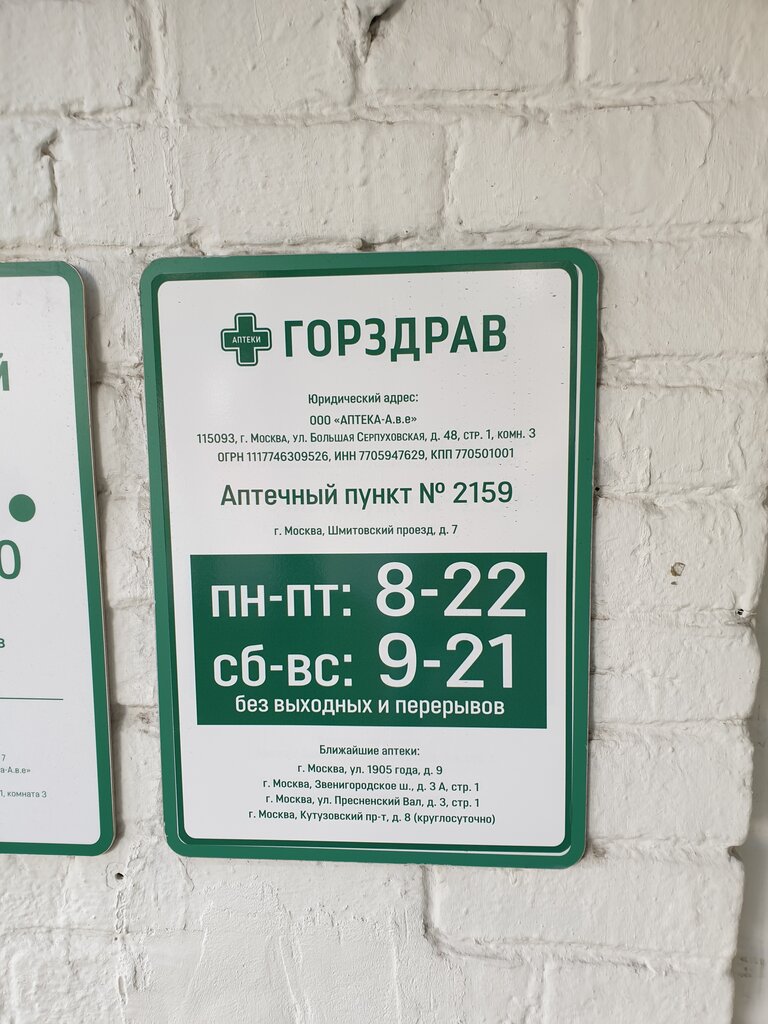 АПТЕКИ
ГОРЗДРАВ
Юридический адрес:
ООО «АПТЕКА-А.в.е»
115093, г. Москва, ул. Большая Серпуховская, д. 48, стр. 1, комн. 3
ОГРН 1117746309526, ИНН 7705947629, КПП 770501001
Аптечный пункт № 2159
г. Москва, Шмитовский проезд, д. 7
пн-пт: 8-22
сб-вс: 9-21
без выходных и перерывов
Ближайшие аптеки:
г. Москва, ул. 1905 года, д. 9
г. Москва, Звенигородское ш., д. 3 А, стр. 1
г. Москва, ул. Пресненский Вал, д. 3, стр. 1
г. Москва, Кутузовский пр-т, д. 8 (круглосуточно)
а-А.в.е»
1, комната 3